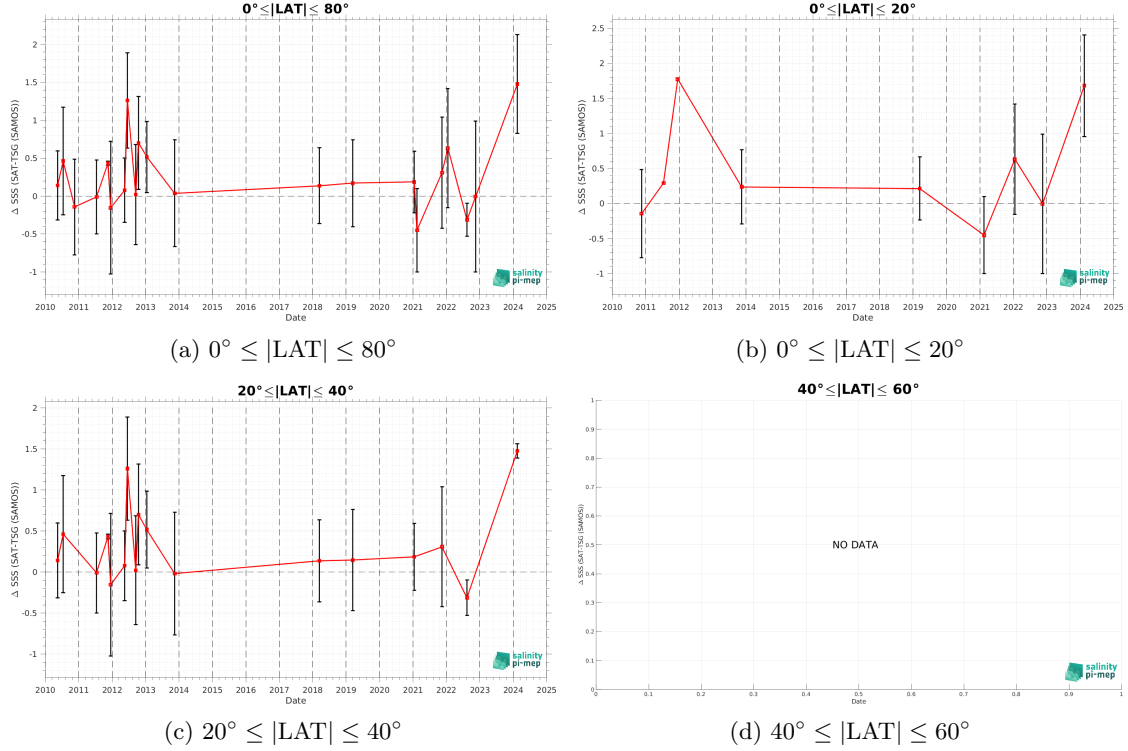 0°≤|LAT|≤ 80°
Δ SSS (SAT-TSG (SAMOS))
2
1.5
1
0.5
0
-0.5
-1
salinity
pi-mep
2010 2011 2012 2013 2014 2015 2016 2017 2018 2019 2020 2021 2022 2023 2024 2025
Date
(a) 0° ≤ |LAT| ≤ 80°
0°≤|LAT|≤ 20°
Δ SSS (SAT-TSG (SAMOS))
2.5
2
1.5
1
0.5
0
-0.5
-1
salinity
pi-mep
2010 2011 2012 2013 2014 2015 2016 2017 2018 2019 2020 2021 2022 2023 2024 2025
Date
(b) 0° ≤ |LAT| ≤ 20°
20°≤|LAT|≤ 40°
Δ SSS (SAT-TSG (SAMOS))
2
1.5
1
0.5
0
-0.5
-1
salinity
pi-mep
2010 2011 2012 2013 2014 2015 2016 2017 2018 2019 2020 2021 2022 2023 2024 2025
Date
(c) 20° ≤ |LAT| ≤ 40°
40°≤|LAT|≤ 60°
Δ SSS (SAT-TSG (SAMOS))
1
0.9
0.8
0.7
0.6
0.5
0.4
0.3
0.2
0.1
0
NO DATA
salinity
pi-mep
0 0.1 0.2 0.3 0.4 0.5 0.6 0.7 0.8 0.9 1
Date
(d) 40° ≤ |LAT| ≤ 60°